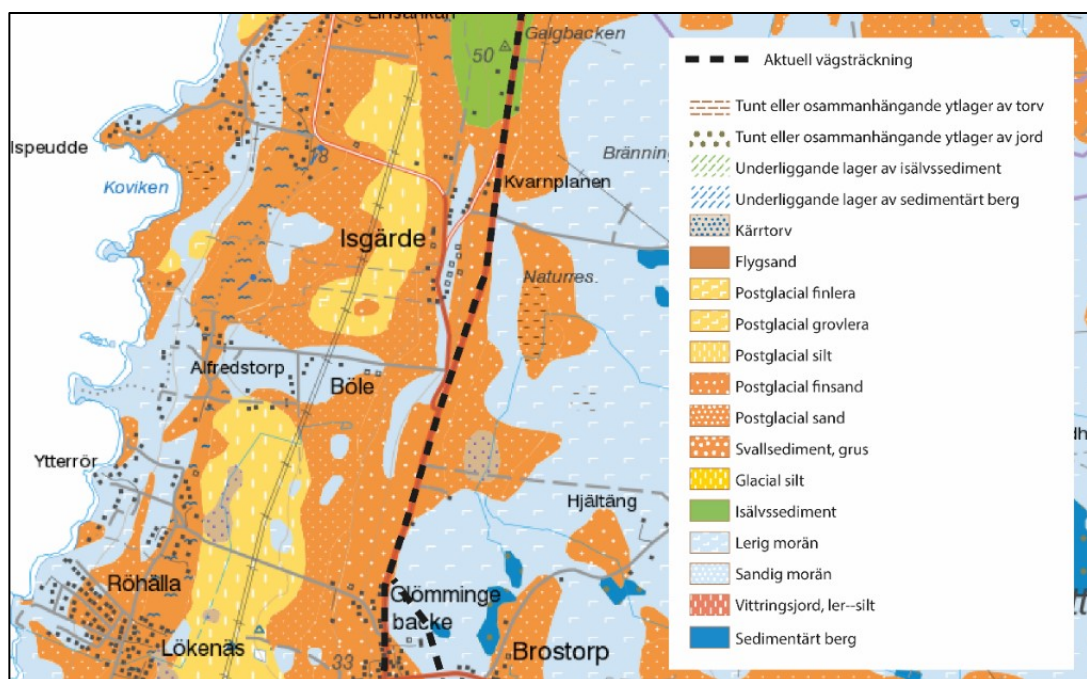 Galgbacken
50
Ispeudde
Koviken
18
Isgärde
Kvarnplanen
Naturres.
Alfredstorp
Böle
Ytterrör
Hjältäng
Röhälla
Glömminge
backe
Lökenäs
33
Brostorp
Aktuell vägsträckning
Tunt eller osammanhängande ytlager av torv
Tunt eller osammanhängande ytlager av jord
Underliggande lager av isälvssediment
Underliggande lager av sedimentärt berg
Kärrtorv
Flygsand
Postglacial finlera
Postglacial grovlera
Postglacial silt
Postglacial finsand
Postglacial sand
Svallsediment, grus
Glacial silt
Isälvssediment
Lerig morän
Sandig morän
Vittringsjord, ler--silt
Sedimentärt berg